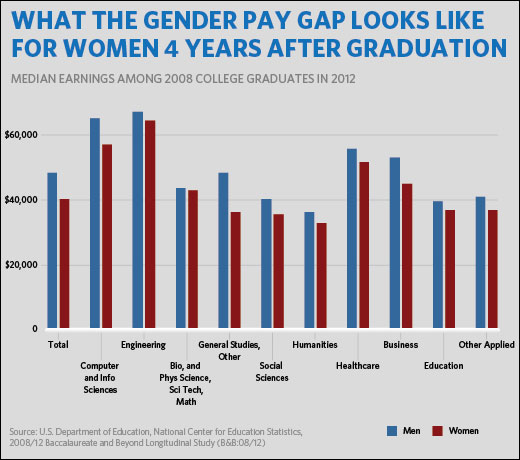 WHAT THE GENDER PAY GAP LOOKS LIKE
FOR WOMEN 4 YEARS AFTER GRADUATION
MEDIAN EARNINGS AMONG 2008 COLLEGE GRADUATES IN 2012
$60,000
$40,000
$20,000
0
Total
Computer
and Info
Sciences
Engineering
Bio, and
Phys Science,
Sci Tech,
Math
General Studies,
Other
Social
Sciences
Humanities
Healthcare
Business
Education
Other Applied
Source: U.S. Department of Education, National Center for Education Statistics,
2008/12 Baccalaureate and Beyond Longitudinal Study (B&B:08/12)
Men
Women